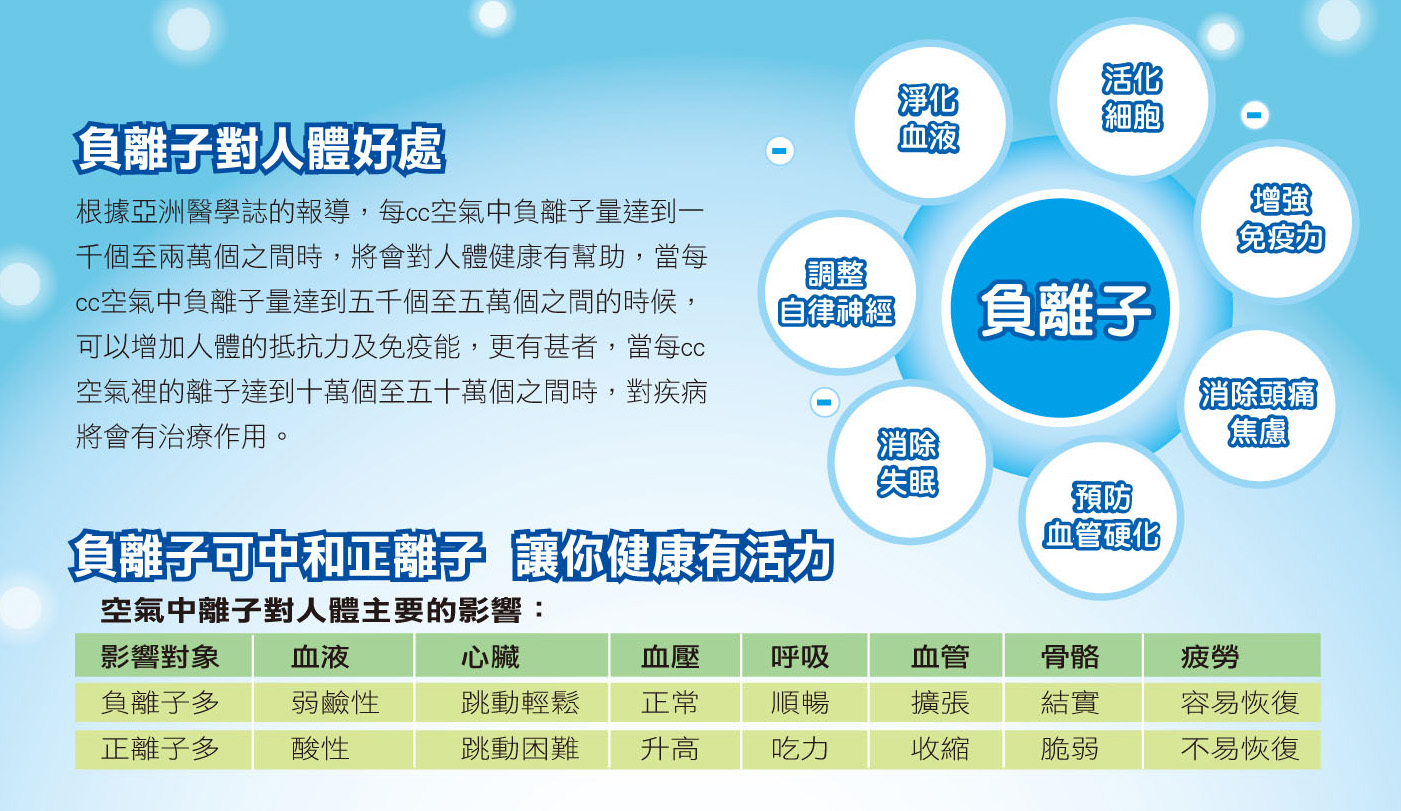 負離子對人體好處
根據亞洲醫學誌的報導，每cc空氣中負離子量達到一
千個至兩萬個之間時，將會對人體健康有幫助，當每
cc空氣中負離子量達到五千個至五萬個之間的時候，
可以增加人體的抵抗力及免疫能，更有甚者，當每cc
空氣裡的離子達到十萬個至五十萬個之間時，對疾病
將會有治療作用。
淨化
血液
活化
細胞
增強
免疫力
調整
自律神經
負離子
消除頭痛
焦慮
消除
失眠
預防
血管硬化
負離子可中和正離子 讓你健康有活力
空氣中離子對人體主要的影響：
影響對象 血液 心臟 血壓 呼吸 血管 骨骼 疲勞
負離子多 弱鹼性 跳動輕鬆 正常 順暢 擴張 結實 容易恢復
正離子多 酸性 跳動困難 升高 吃力 收縮 脆弱 不易恢復